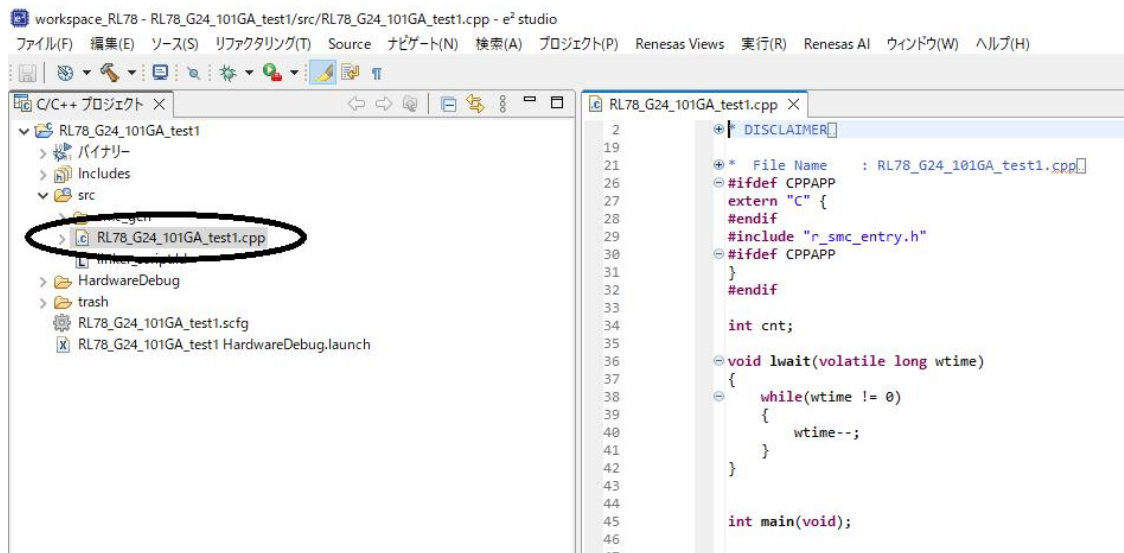 workspace_RL78 - RL78_G24_101GA_test1/src/RL78_G24_101GA_test1.cpp - e² studio
ファイル(F) 編集(E) ソース(S) リファクタリング(T) Source ナビゲート(N) 検索(A) プロジェクト(P) Renesas Views 実行(R) Renesas AI ウィンドウ(W) ヘルプ(H)
C/C++ プロジェクト
RL78_G24_101GA_test1
バイナリー
Includes
src
RL78_G24_101GA_test1.cpp
HardwareDebug
trash
RL78_G24_101GA_test1.scfg
RL78_G24_101GA_test1 HardwareDebug.launch
RL78_G24_101GA_test1.cpp
2 * DISCLAIMER
19
21 * File Name : RL78_G24_101GA_test1.cpp
26 #ifdef CPPAPP
27 extern "C" {
28 #endif
29 #include "r_smc_entry.h"
30 #ifdef CPPAPP
31 }
32 #endif
33
34 int cnt;
35
36 void lwait(volatile long wtime)
37 {
38 while(wtime != 0)
39 {
40 wtime--;
41 }
42 }
43
44
45 int main(void);
46